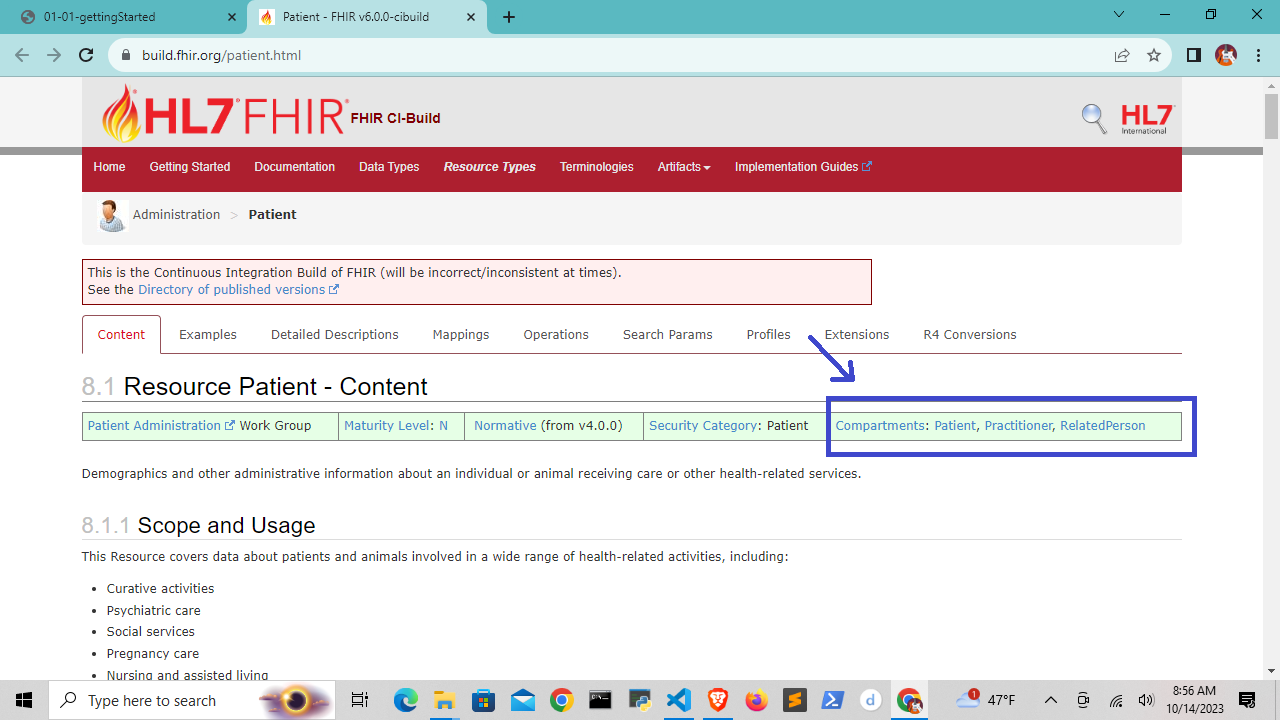 01-01-gettingStarted
Patient - FHIR v6.0.0-cibuild
build.fhir.org/patient.html
HL7® FHIR® FHIR CI-Build
HL7®
International
Home Getting Started Documentation Data Types Resource Types Terminologies Artifacts Implementation Guides
Administration > Patient
This is the Continuous Integration Build of FHIR (will be incorrect/inconsistent at times).
See the Directory of published versions
Content Examples Detailed Descriptions Mappings Operations Search Params Profiles Extensions R4 Conversions
8.1 Resource Patient - Content
Patient Administration Work Group Maturity Level: N Normative (from v4.0.0) Security Category: Patient Compartments: Patient, Practitioner, RelatedPerson
Demographics and other administrative information about an individual or animal receiving care or other health-related services.
8.1.1 Scope and Usage
This Resource covers data about patients and animals involved in a wide range of health-related activities, including:
• Curative activities
• Psychiatric care
• Social services
• Pregnancy care
• Nursing and assisted living
Type here to search
1
47°F
8:36 AM
10/14/2023